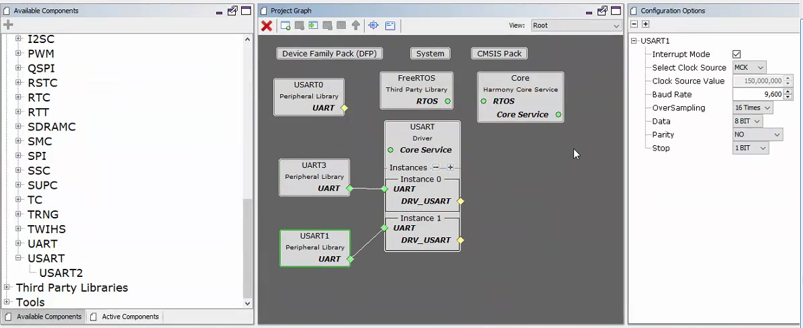 Available Components
I2SC
PWM
QSPI
RSTC
RTC
RTT
SDRAMC
SMC
SPI
SSC
SUPC
TC
TRNG
TWIHS
UART
USART
USART2
Third Party Libraries
Tools
Available Components
Active Components
Project Graph
View: Root
Device Family Pack (DFP)
System
CMSIS Pack
USART0
Peripheral Library
UART
FreeRTOS
Third Party Library
RTOS
Core
Harmony Core Service
RTOS
Core Service
USART
Driver
Core Service
Instances
Instance 0
UART
DRV_USART
Instance 1
UART
DRV_USART
UART3
Peripheral Library
UART
USART1
Peripheral Library
UART
Configuration Options
USART1
Interrupt Mode
Select Clock Source MCK
Clock Source Value 150,000,000
Baud Rate 9,600
OverSampling 16 Times
Data 8 BIT
Parity NO
Stop 1 BIT